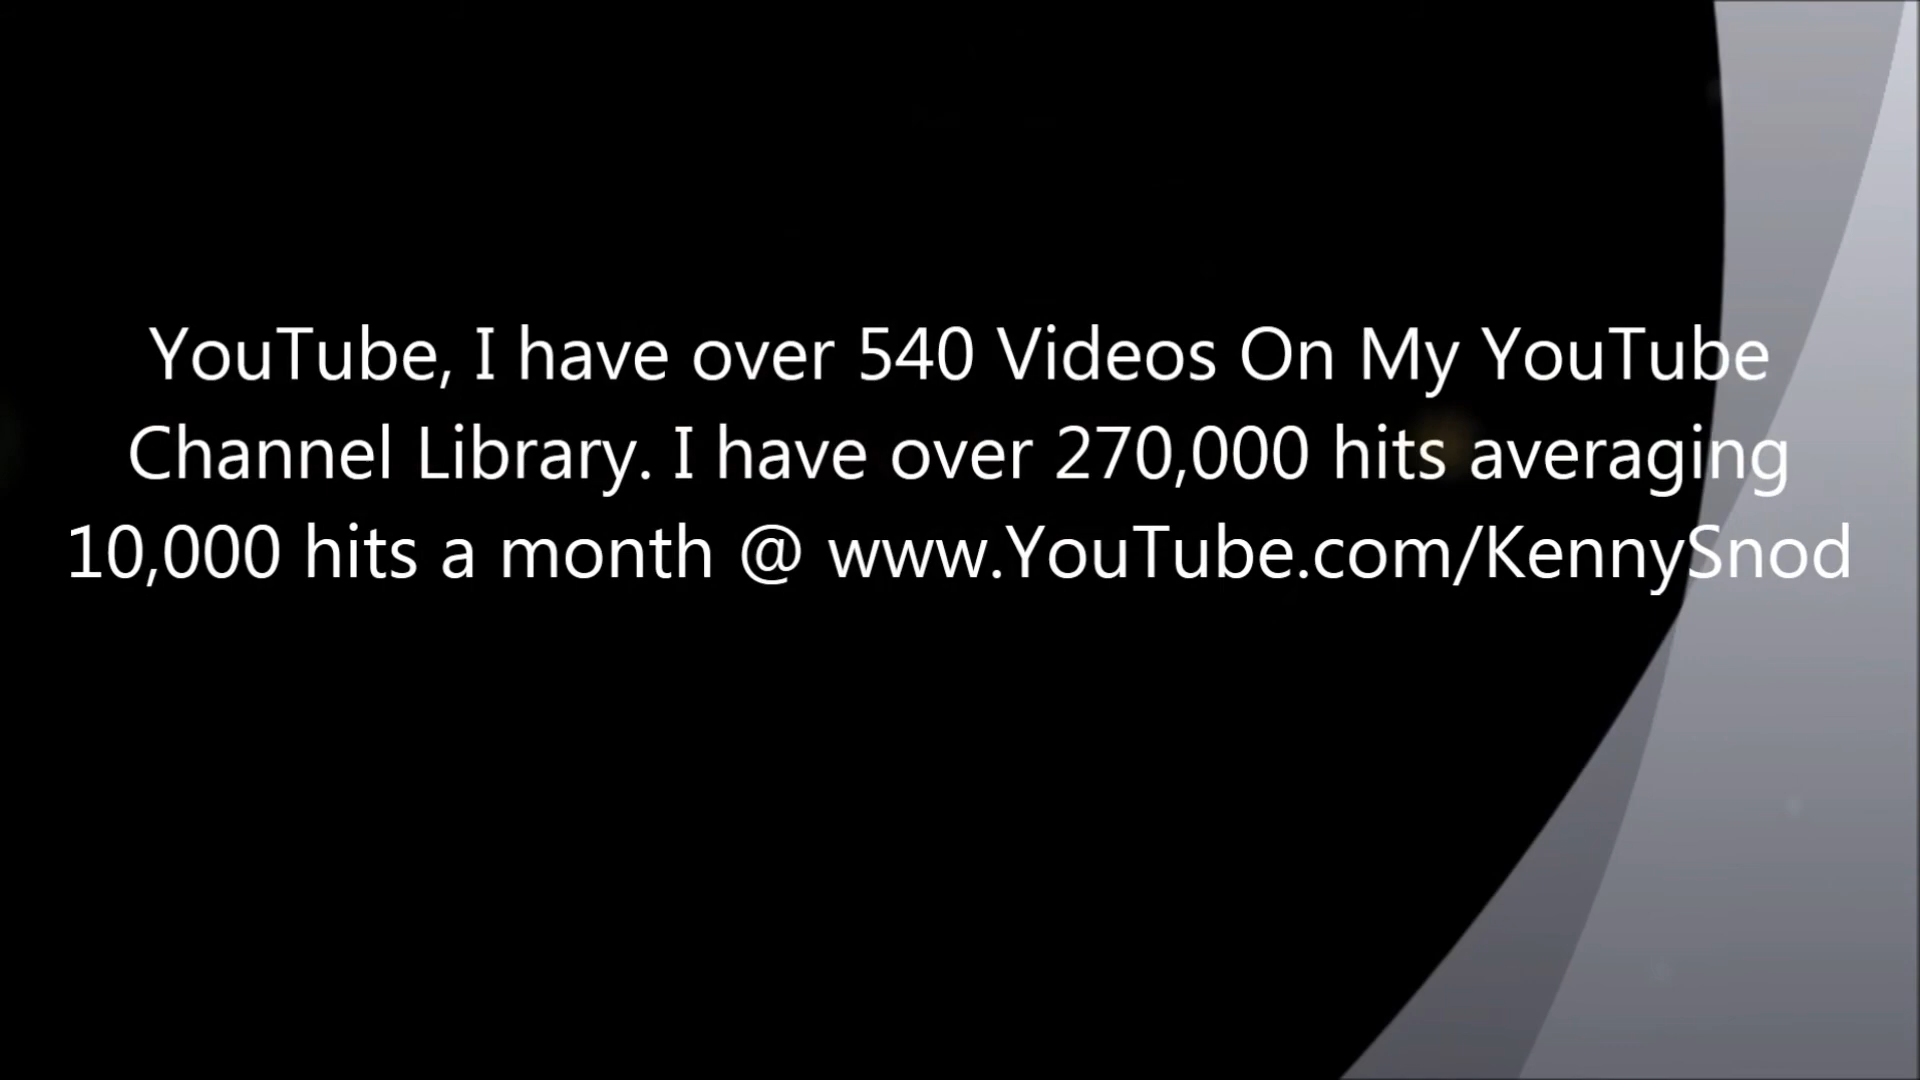 YouTube, I have over 540 Videos On My YouTube
Channel Library. I have over 270,000 hits averaging
10,000 hits a month @ www.YouTube.com/KennySnod